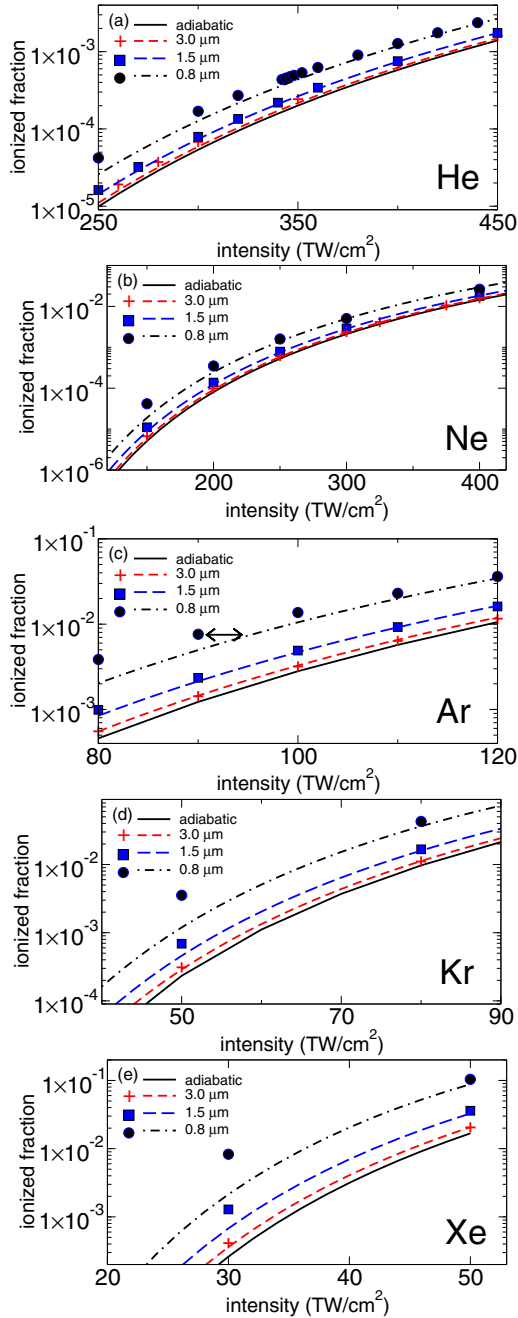 (a)
adiabatic
3.0 μm
1.5 μm
0.8 μm
1×10⁻³
1×10⁻⁴
1×10⁻⁵
ionized fraction
He
250 350 450
intensity (TW/cm²)
(b)
adiabatic
3.0 μm
1.5 μm
0.8 μm
1×10⁻²
1×10⁻⁴
1×10⁻⁶
ionized fraction
Ne
200 300 400
intensity (TW/cm²)
1×10⁻¹
(c)
adiabatic
3.0 μm
1.5 μm
0.8 μm
1×10⁻²
1×10⁻³
ionized fraction
Ar
80 100 120
intensity (TW/cm²)
(d)
adiabatic
3.0 μm
1.5 μm
0.8 μm
1×10⁻²
1×10⁻³
1×10⁻⁴
ionized fraction
Kr
50 70 90
intensity (TW/cm²)
(e)
adiabatic
3.0 μm
1.5 μm
0.8 μm
1×10⁻¹
1×10⁻²
1×10⁻³
ionized fraction
Xe
20 30 40 50
intensity (TW/cm²)